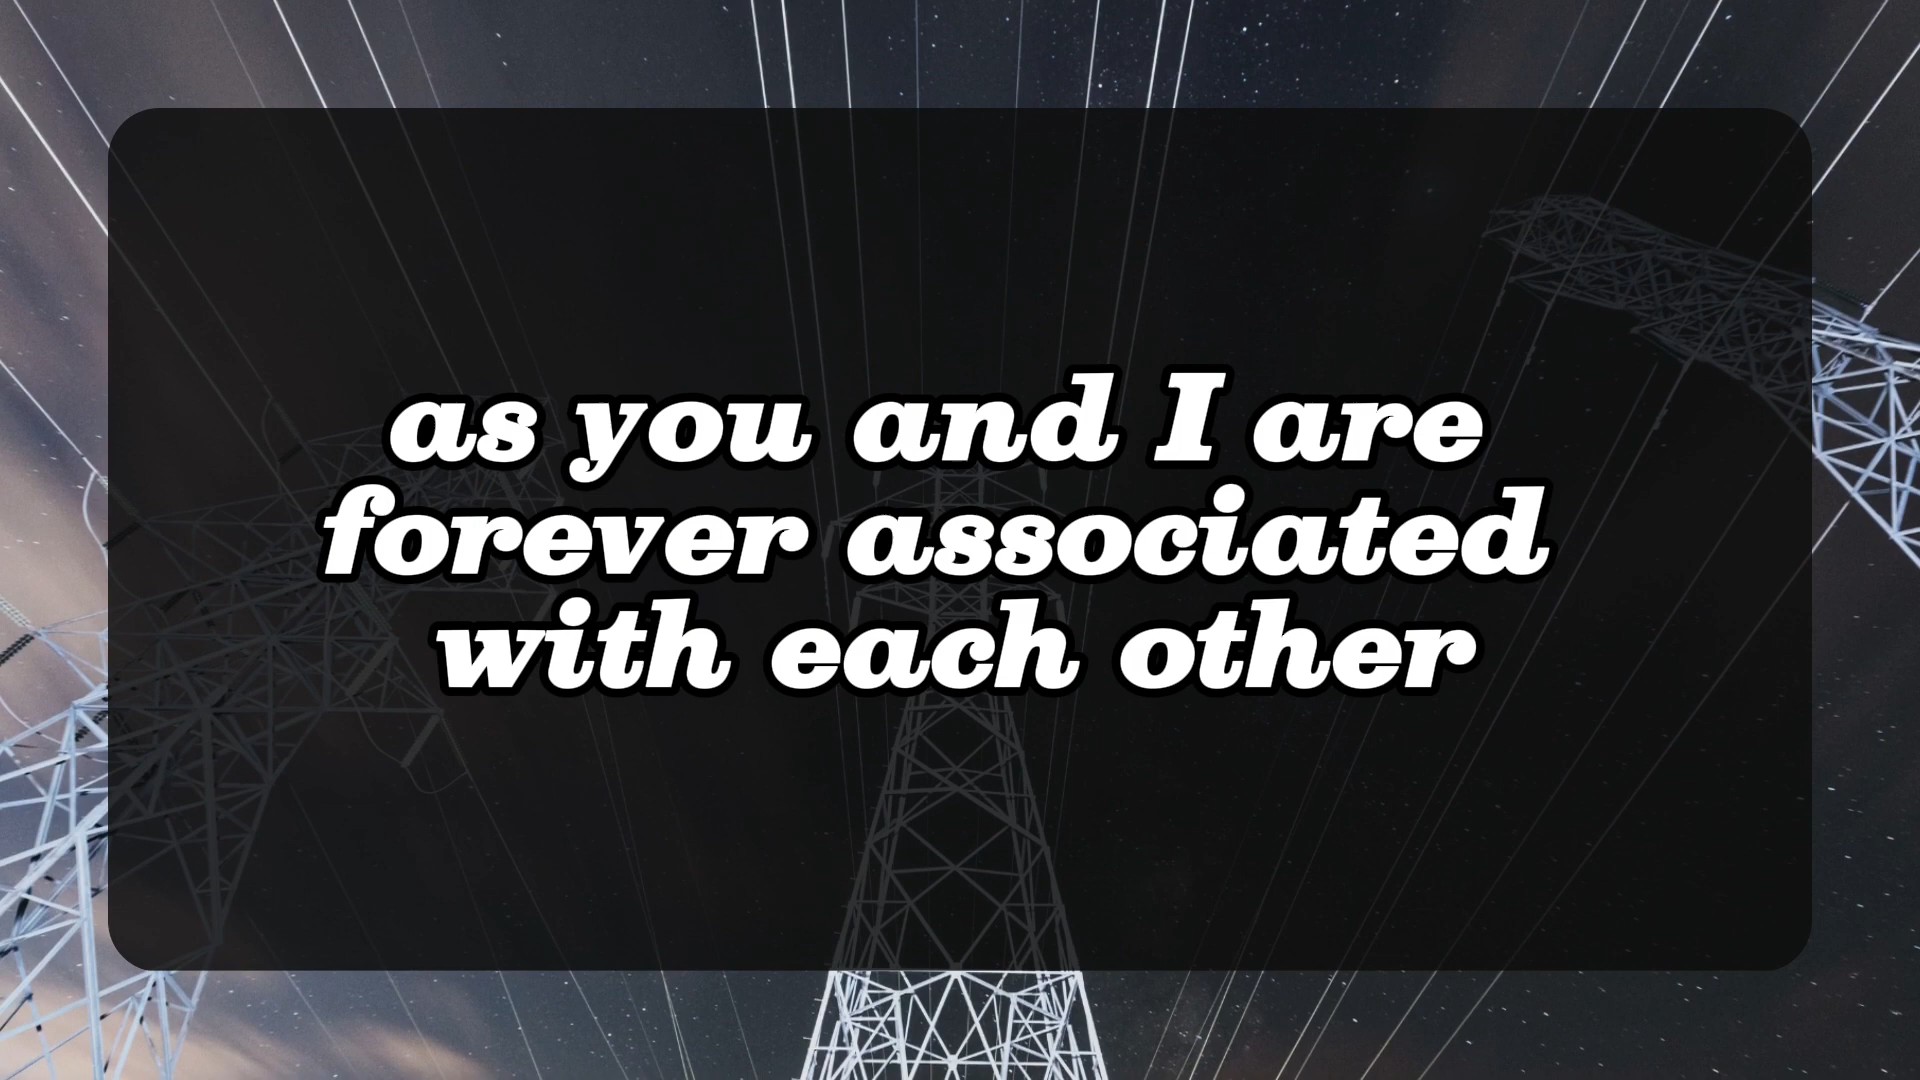 as you and I are
forever associated
with each other